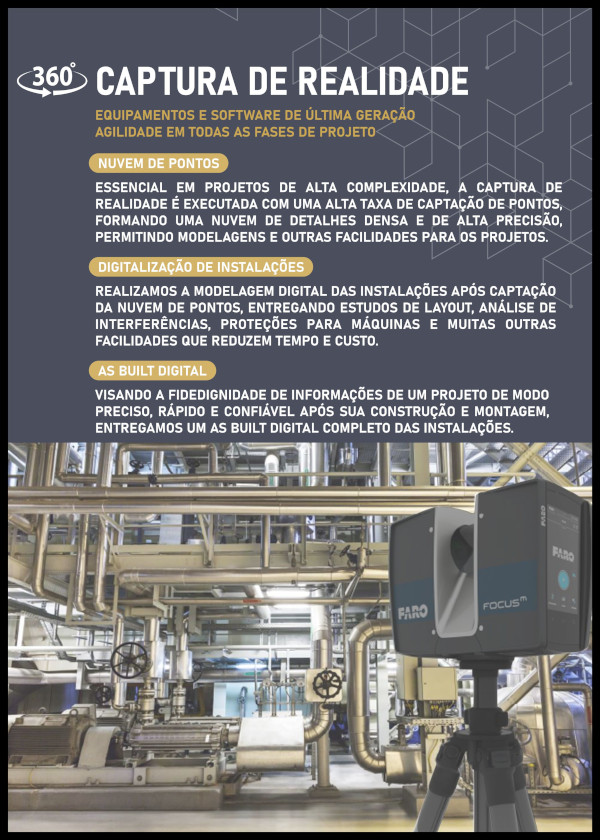 360°
CAPTURA DE REALIDADE
EQUIPAMENTOS E SOFTWARE DE ÚLTIMA GERAÇÃO
AGILIDADE EM TODAS AS FASES DE PROJETO
NUVEM DE PONTOS
ESSENCIAL EM PROJETOS DE ALTA COMPLEXIDADE, A CAPTURA DE
REALIDADE É EXECUTADA COM UMA ALTA TAXA DE CAPTAÇÃO DE PONTOS,
FORMANDO UMA NUVEM DE DETALHES DENSA E DE ALTA PRECISÃO,
PERMITINDO MODELAGENS E OUTRAS FACILIDADES PARA OS PROJETOS.
DIGITALIZAÇÃO DE INSTALAÇÕES
REALIZAMOS A MODELAGEM DIGITAL DAS INSTALAÇÕES APÓS CAPTAÇÃO
DA NUVEM DE PONTOS, ENTREGANDO ESTUDOS DE LAYOUT, ANÁLISE DE
INTERFERÊNCIAS, PROTEÇÕES PARA MÁQUINAS E MUITAS OUTRAS
FACILIDADES QUE REDUZEM TEMPO E CUSTO.
AS BUILT DIGITAL
VISANDO A FIDEDIGNIDADE DE INFORMAÇÕES DE UM PROJETO DE MODO
PRECISO, RÁPIDO E CONFIÁVEL APÓS SUA CONSTRUÇÃO E MONTAGEM,
ENTREGAMOS UM AS BUILT DIGITAL COMPLETO DAS INSTALAÇÕES.
FARO
FARO
FARO
FOCUS M